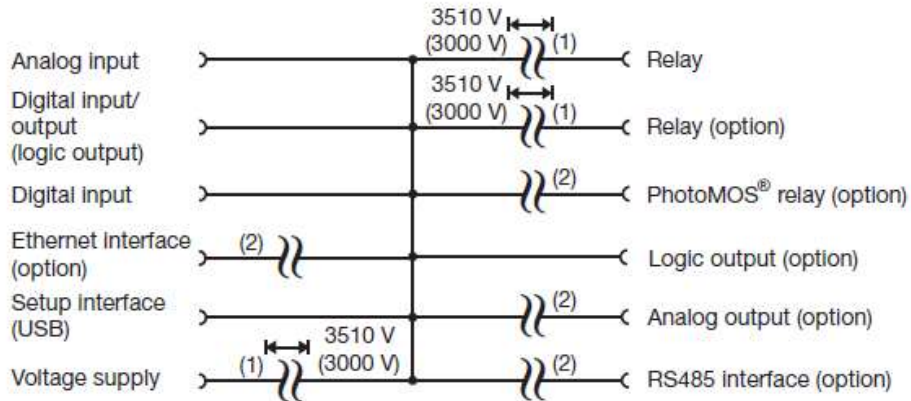 3510 V
(3000 V) (1)
Analog input
Relay
3510 V
(3000 V) (1)
Digital input/
output
(logic output)
Relay (option)
Digital input
(2)
PhotoMOS® relay (option)
Ethernet interface
(option)
(2)
Logic output (option)
Setup interface
(USB)
(2)
Analog output (option)
3510 V
(3000 V)
Voltage supply
(1)
(2)
RS485 interface (option)